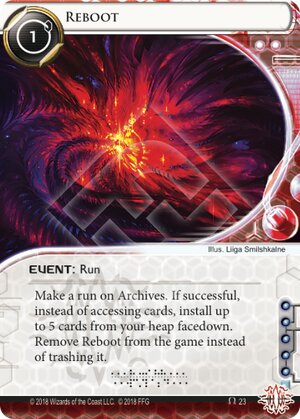 REBOOT
1
Illus. Liiga Smilshkalne
EVENT: Run
Make a run on Archives. If successful,
instead of accessing cards, install up
to 5 cards from your heap facedown.
Remove Reboot from the game instead
of trashing it.
© 2018 Wizards of the Coast LLC. © 2018 FFG
Ω 23